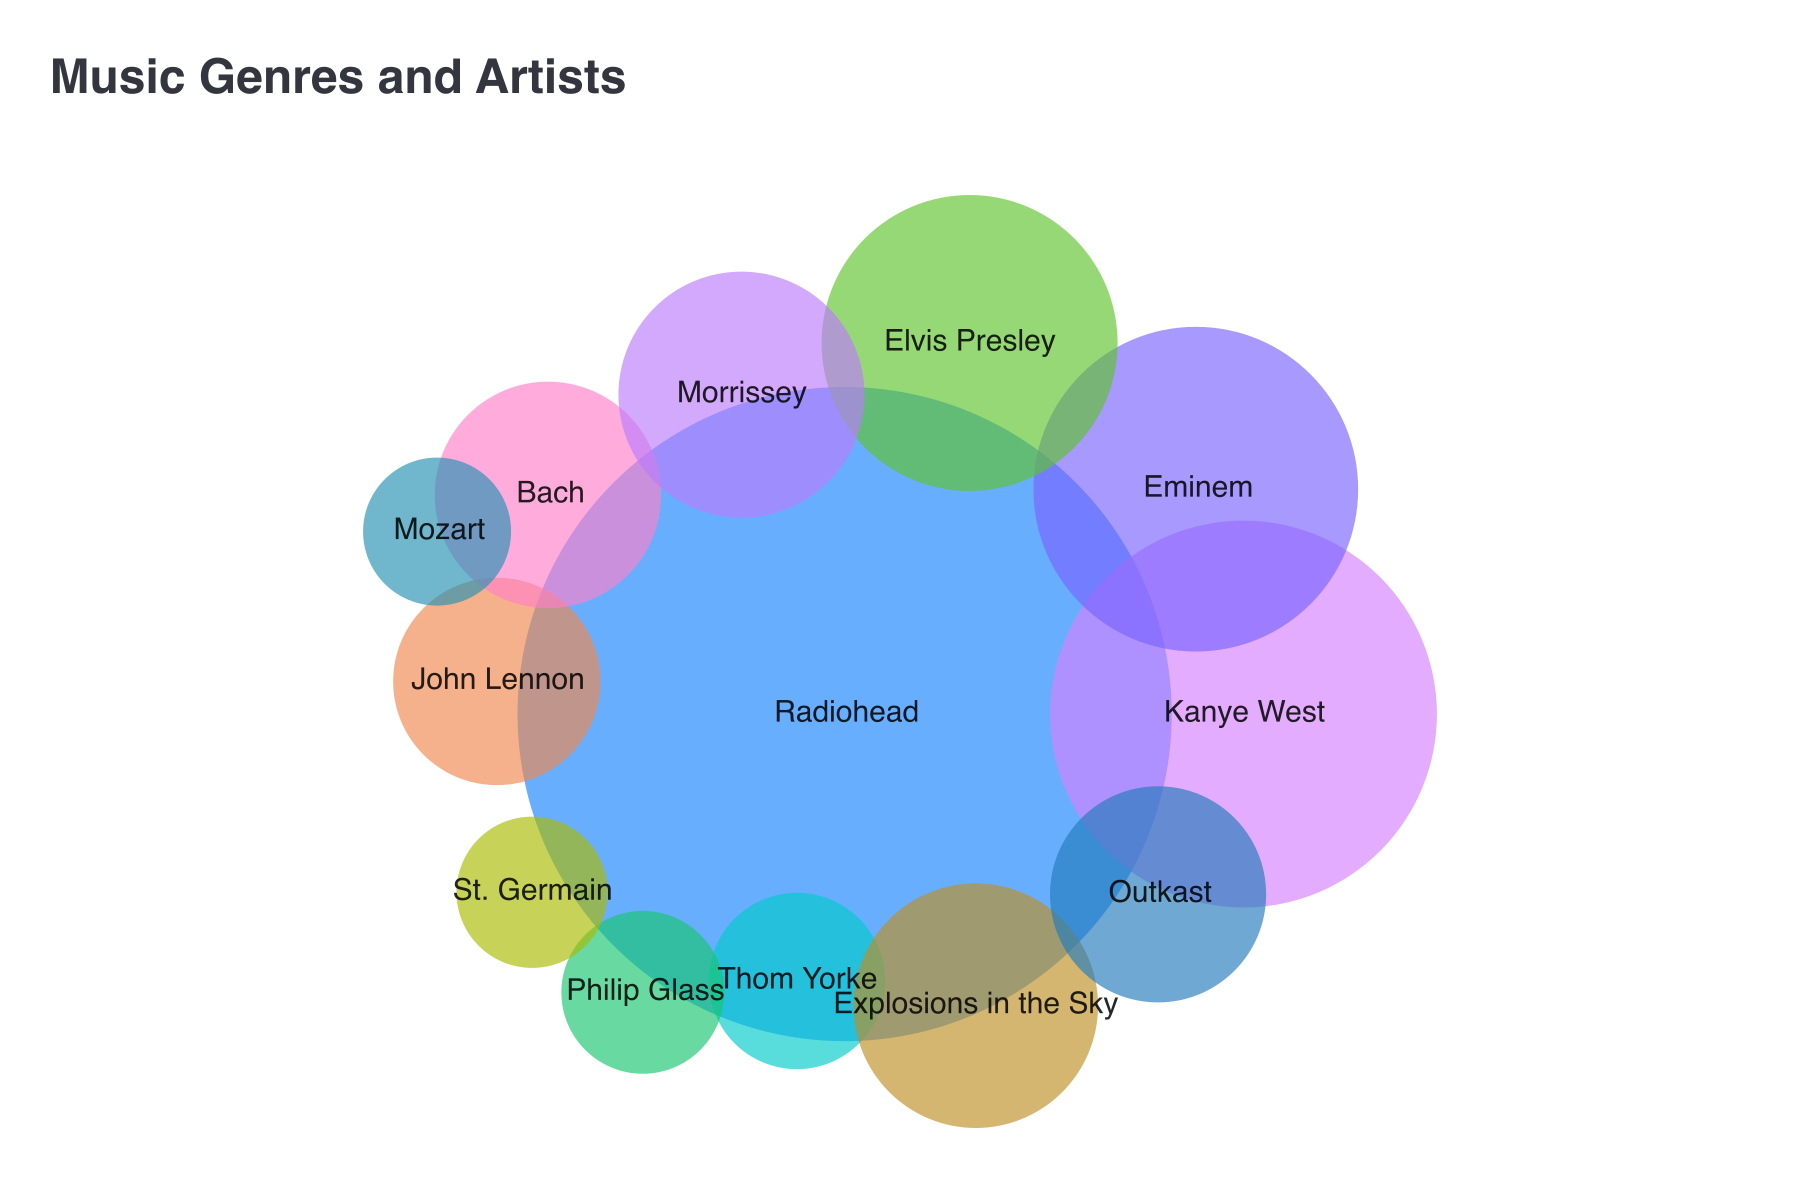 Music Genres and Artists
Elvis Presley
Morrissey
Eminem
Bach
Mozart
John Lennon
Radiohead
Kanye West
St. Germain
Outkast
Philip Glass
Thom Yorke
Explosions in the Sky